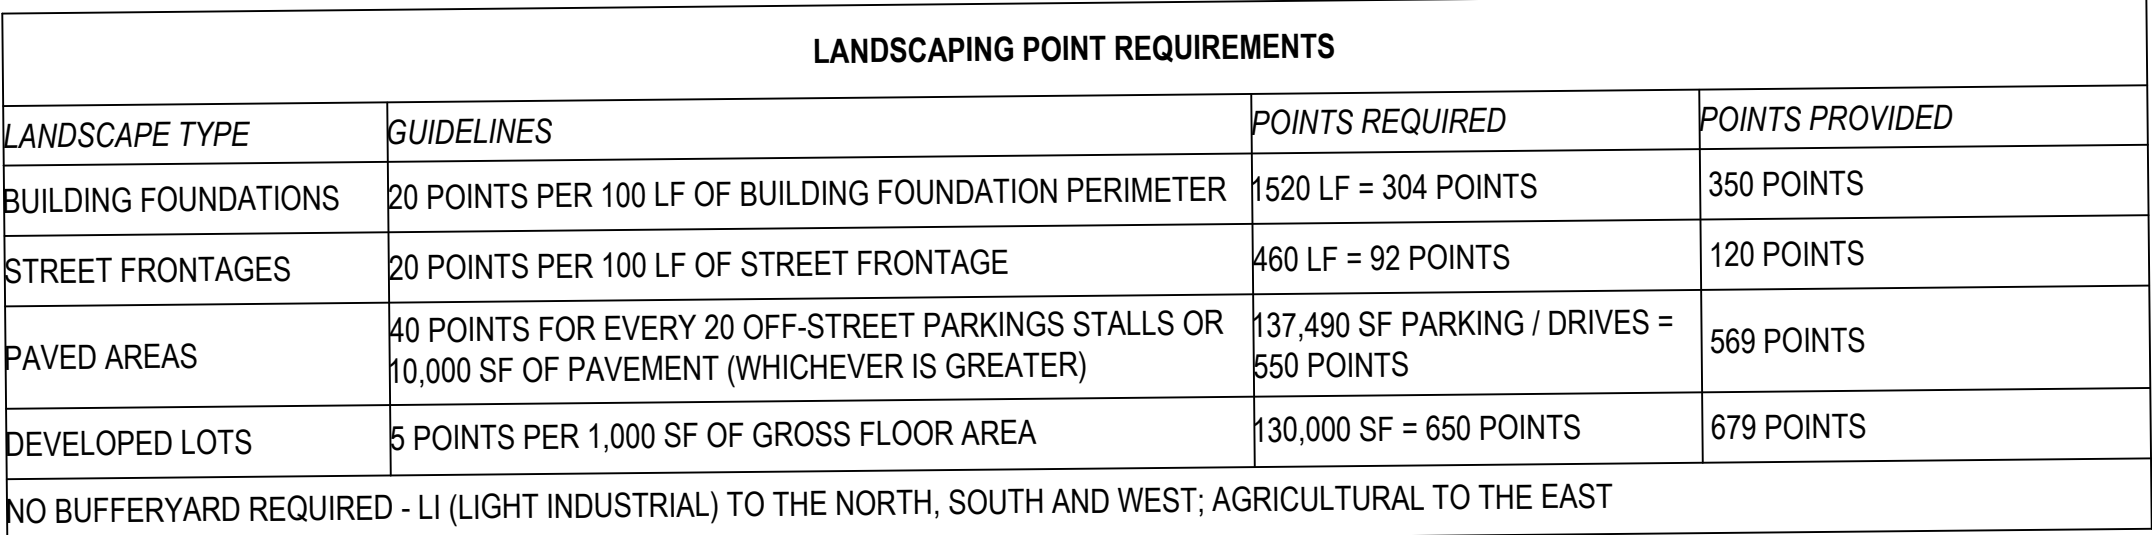 LANDSCAPING POINT REQUIREMENTS
LANDSCAPE TYPE GUIDELINES POINTS REQUIRED POINTS PROVIDED
BUILDING FOUNDATIONS 20 POINTS PER 100 LF OF BUILDING FOUNDATION PERIMETER 1520 LF = 304 POINTS 350 POINTS
STREET FRONTAGES 20 POINTS PER 100 LF OF STREET FRONTAGE 460 LF = 92 POINTS 120 POINTS
PAVED AREAS
40 POINTS FOR EVERY 20 OFF-STREET PARKINGS STALLS OR
10,000 SF OF PAVEMENT (WHICHEVER IS GREATER)
137,490 SF PARKING / DRIVES =
550 POINTS
569 POINTS
DEVELOPED LOTS 5 POINTS PER 1,000 SF OF GROSS FLOOR AREA 130,000 SF = 650 POINTS 679 POINTS
NO BUFFERYARD REQUIRED - LI (LIGHT INDUSTRIAL) TO THE NORTH, SOUTH AND WEST; AGRICULTURAL TO THE EAST